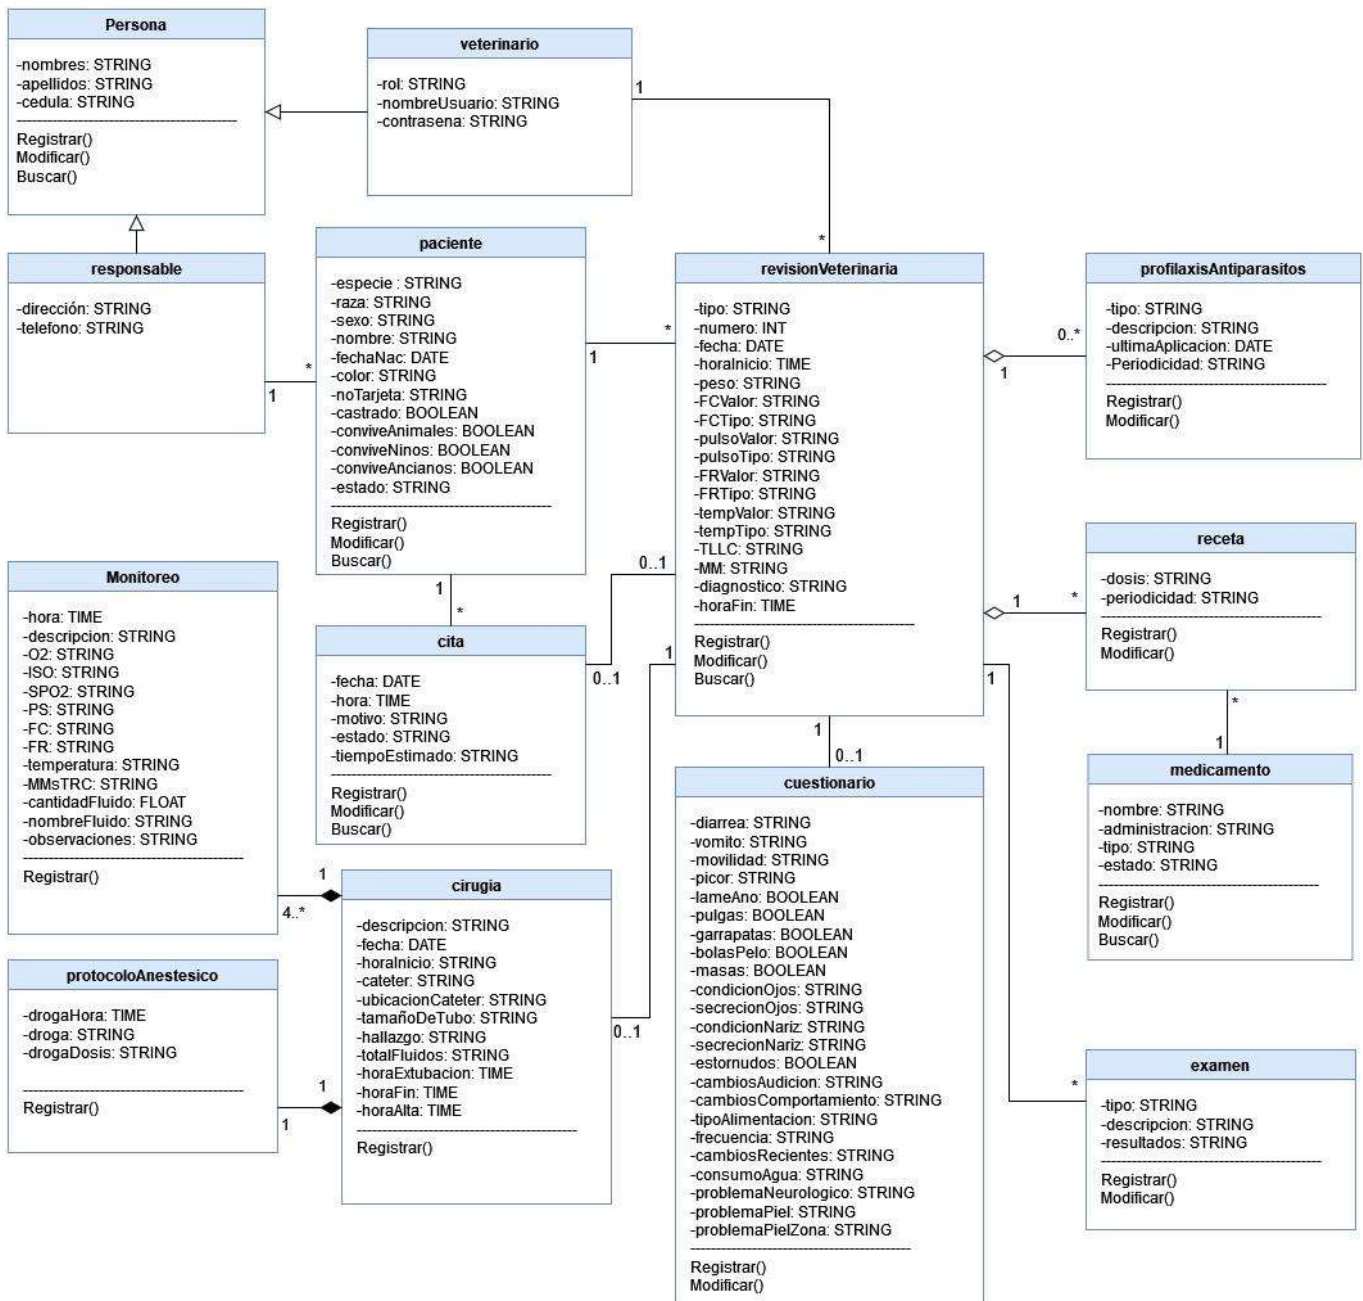 Persona
-nombres: STRING
-apellidos: STRING
-cedula: STRING
Registrar()
Modificar()
Buscar()
veterinario
-rol: STRING
-nombreUsuario: STRING
-contrasena: STRING
1
*
responsable
-dirección: STRING
-telefono: STRING
1
*
paciente
-especie : STRING
-raza: STRING
-sexo: STRING
-nombre: STRING
-fechaNac: DATE
-color: STRING
-noTarjeta: STRING
-castrado: BOOLEAN
-conviveAnimales: BOOLEAN
-conviveNinos: BOOLEAN
-conviveAncianos: BOOLEAN
-estado: STRING
Registrar()
Modificar()
Buscar()
1
*
1
*
revisionVeterinaria
-tipo: STRING
-numero: INT
-fecha: DATE
-horaInicio: TIME
-peso: STRING
-FCValor: STRING
-FCTipo: STRING
-pulsoValor: STRING
-pulsoTipo: STRING
-FRValor: STRING
-FRTipo: STRING
-tempValor: STRING
-tempTipo: STRING
-TLLC: STRING
-MM: STRING
-diagnostico: STRING
-horaFin: TIME
Registrar()
Modificar()
Buscar()
0..*
1
profilaxisAntiparasitos
-tipo: STRING
-descripcion: STRING
-ultimaAplicacion: DATE
-Periodicidad: STRING
Registrar()
Modificar()
1
*
receta
-dosis: STRING
-periodicidad: STRING
Registrar()
Modificar()
*
1
medicamento
-nombre: STRING
-administracion: STRING
-tipo: STRING
-estado: STRING
Registrar()
Modificar()
Buscar()
Monitoreo
-hora: TIME
-descripcion: STRING
-O2: STRING
-ISO: STRING
-SPO2: STRING
-PS: STRING
-FC: STRING
-FR: STRING
-temperatura: STRING
-MMsTRC: STRING
-cantidadFluido: FLOAT
-nombreFluido: STRING
-observaciones: STRING
Registrar()
cita
-fecha: DATE
-hora: TIME
-motivo: STRING
-estado: STRING
-tiempoEstimado: STRING
Registrar()
Modificar()
Buscar()
0..1
0..1
1
0..1
1
4..*
cirugia
-descripcion: STRING
-fecha: DATE
-horaInicio: STRING
-cateter: STRING
-ubicacionCateter: STRING
-tamañoDeTubo: STRING
-hallazgo: STRING
-totalFluidos: STRING
-horaExtubacion: TIME
-horaFin: TIME
-horaAlta: TIME
Registrar()
protocoloAnestesico
-drogaHora: TIME
-droga: STRING
-drogaDosis: STRING
Registrar()
1
1
1
0..1
cuestionario
-diarrea: STRING
-vomito: STRING
-movilidad: STRING
-picor: STRING
-lameAno: BOOLEAN
-pulgas: BOOLEAN
-garrapatas: BOOLEAN
-bolasPelo: BOOLEAN
-masas: BOOLEAN
-condicionOjos: STRING
-secrecionOjos: STRING
-condicionNariz: STRING
-secrecionNariz: STRING
-estornudos: BOOLEAN
-cambiosAudicion: STRING
-cambiosComportamiento: STRING
-tipoAlimentacion: STRING
-frecuencia: STRING
-cambiosRecientes: STRING
-consumoAgua: STRING
-problemaNeurologico: STRING
-problemaPiel: STRING
-problemaPielZona: STRING
Registrar()
Modificar()
1
*
examen
-tipo: STRING
-descripcion: STRING
-resultados: STRING
Registrar()
Modificar()